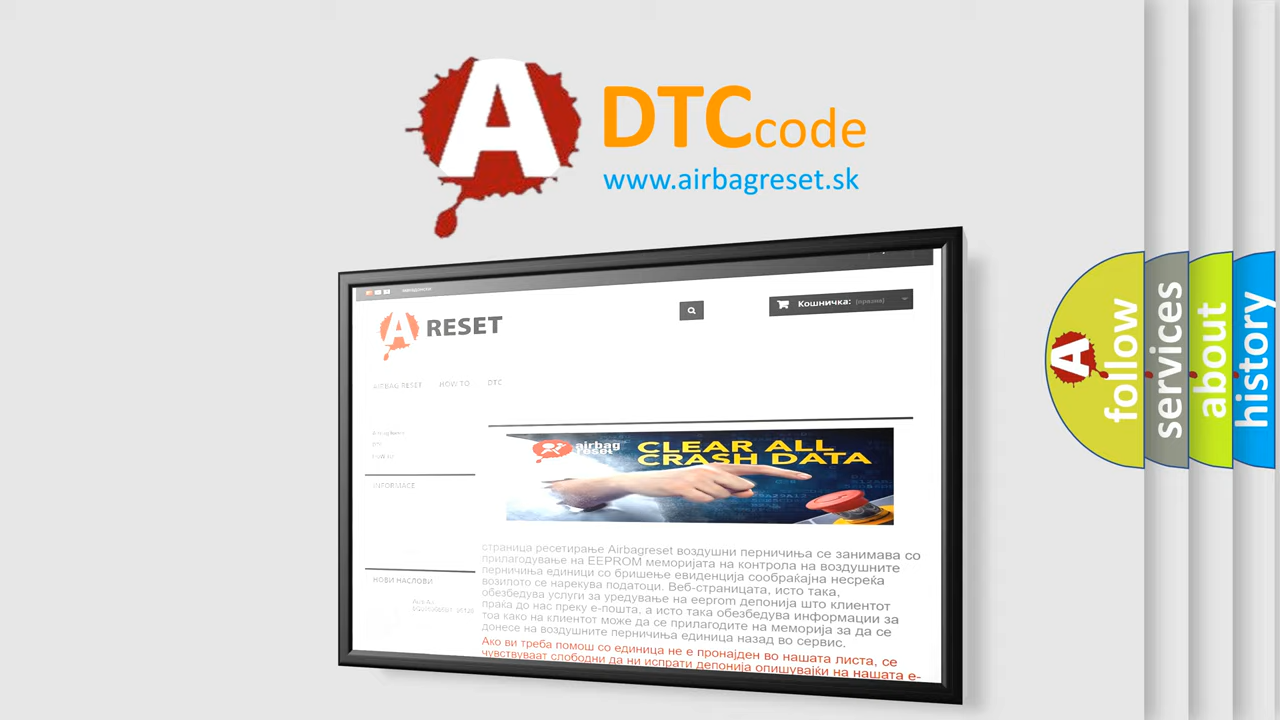 A
DTCcode
www.airbagreset.sk
Кошничка: (празна)
A RESET
AIRBAG RESET HOW TO DTC
airbag
reset
CLEAR ALL
CRASH DATA
INFORMACE
страница ресетирање Airbagreset воздушни перничиња се занимава со
прилагодување на EEPROM меморијата на контрола на воздушните
перничиња единици со бришење евиденција сообраќајна несреќа
возилото се нарекува податоци. Веб-страницата, исто така,
обезбедува услуги за уредување на eeprom депонија што клиентот
праќа до нас преку е-пошта, а исто така обезбедува информации за
тоа како на клиентот може да се прилагодите на меморија за да се
донесе на воздушните перничиња единица назад во сервис.
Ако ви треба помош со единица не е пронајден во нашата листа, се
чувствуваат слободни да ни испрати депонија опишувајќи на нашата е-
НОВИ НАСЛОВИ
A
follow
services
about
history